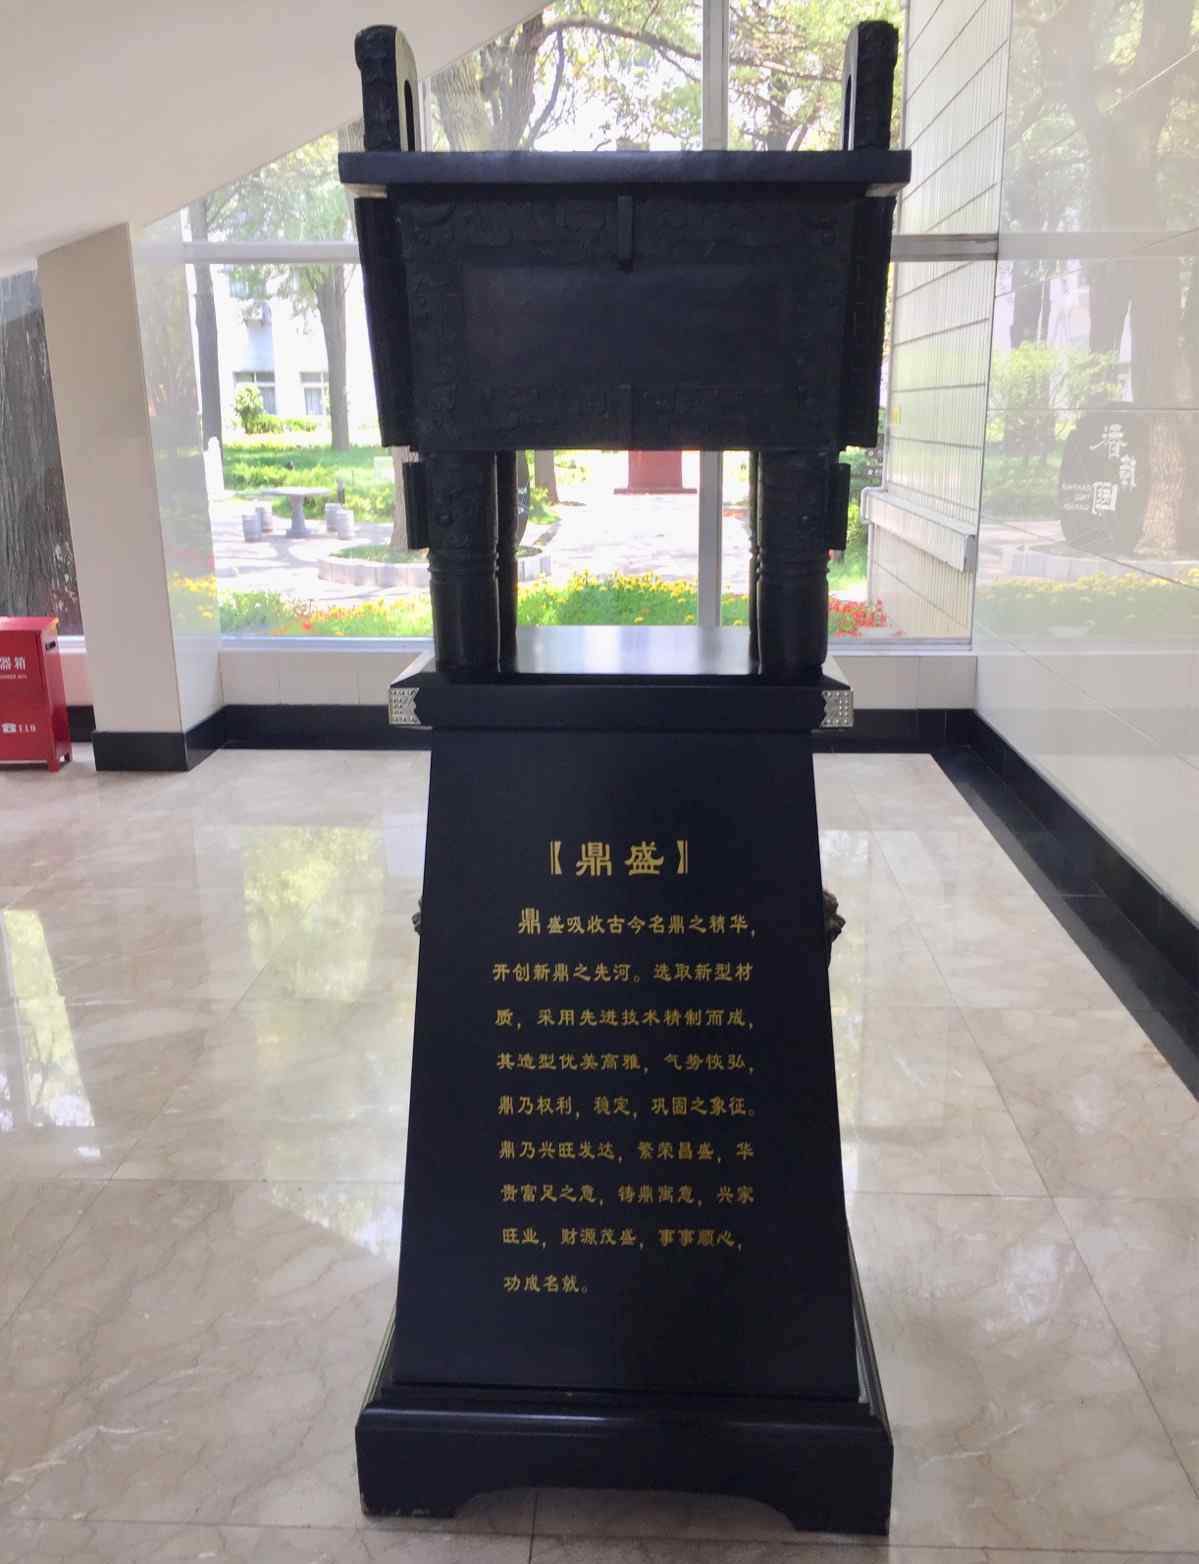 【鼎盛】
鼎盛吸收古今名鼎之精华，
开创新鼎之先河。选取新型材
质，采用先进技术精制而成，
其造型优美高雅，气势恢弘，
鼎乃权利，稳定，巩固之象征。
鼎乃兴旺发达，繁荣昌盛，华
贵富足之意，铸鼎寓意，兴家
旺业，财源茂盛，事事顺心，
功成名就。
器箱
119